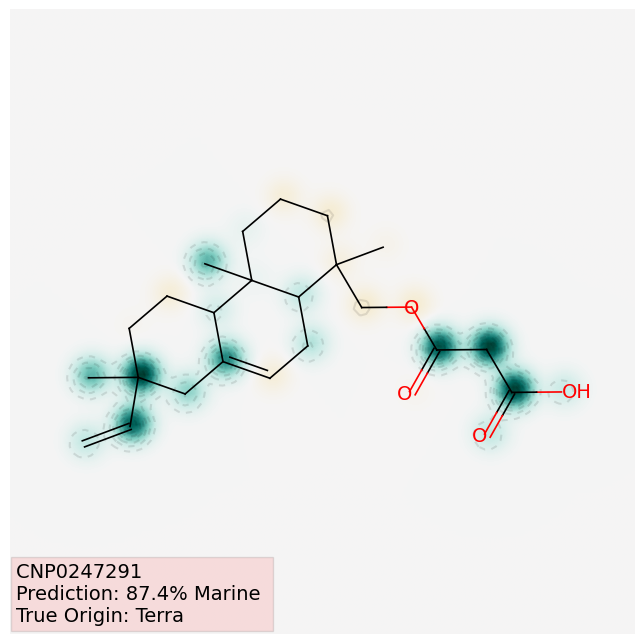 O
O
OH
O
CNP0247291
Prediction: 87.4% Marine
True Origin: Terra